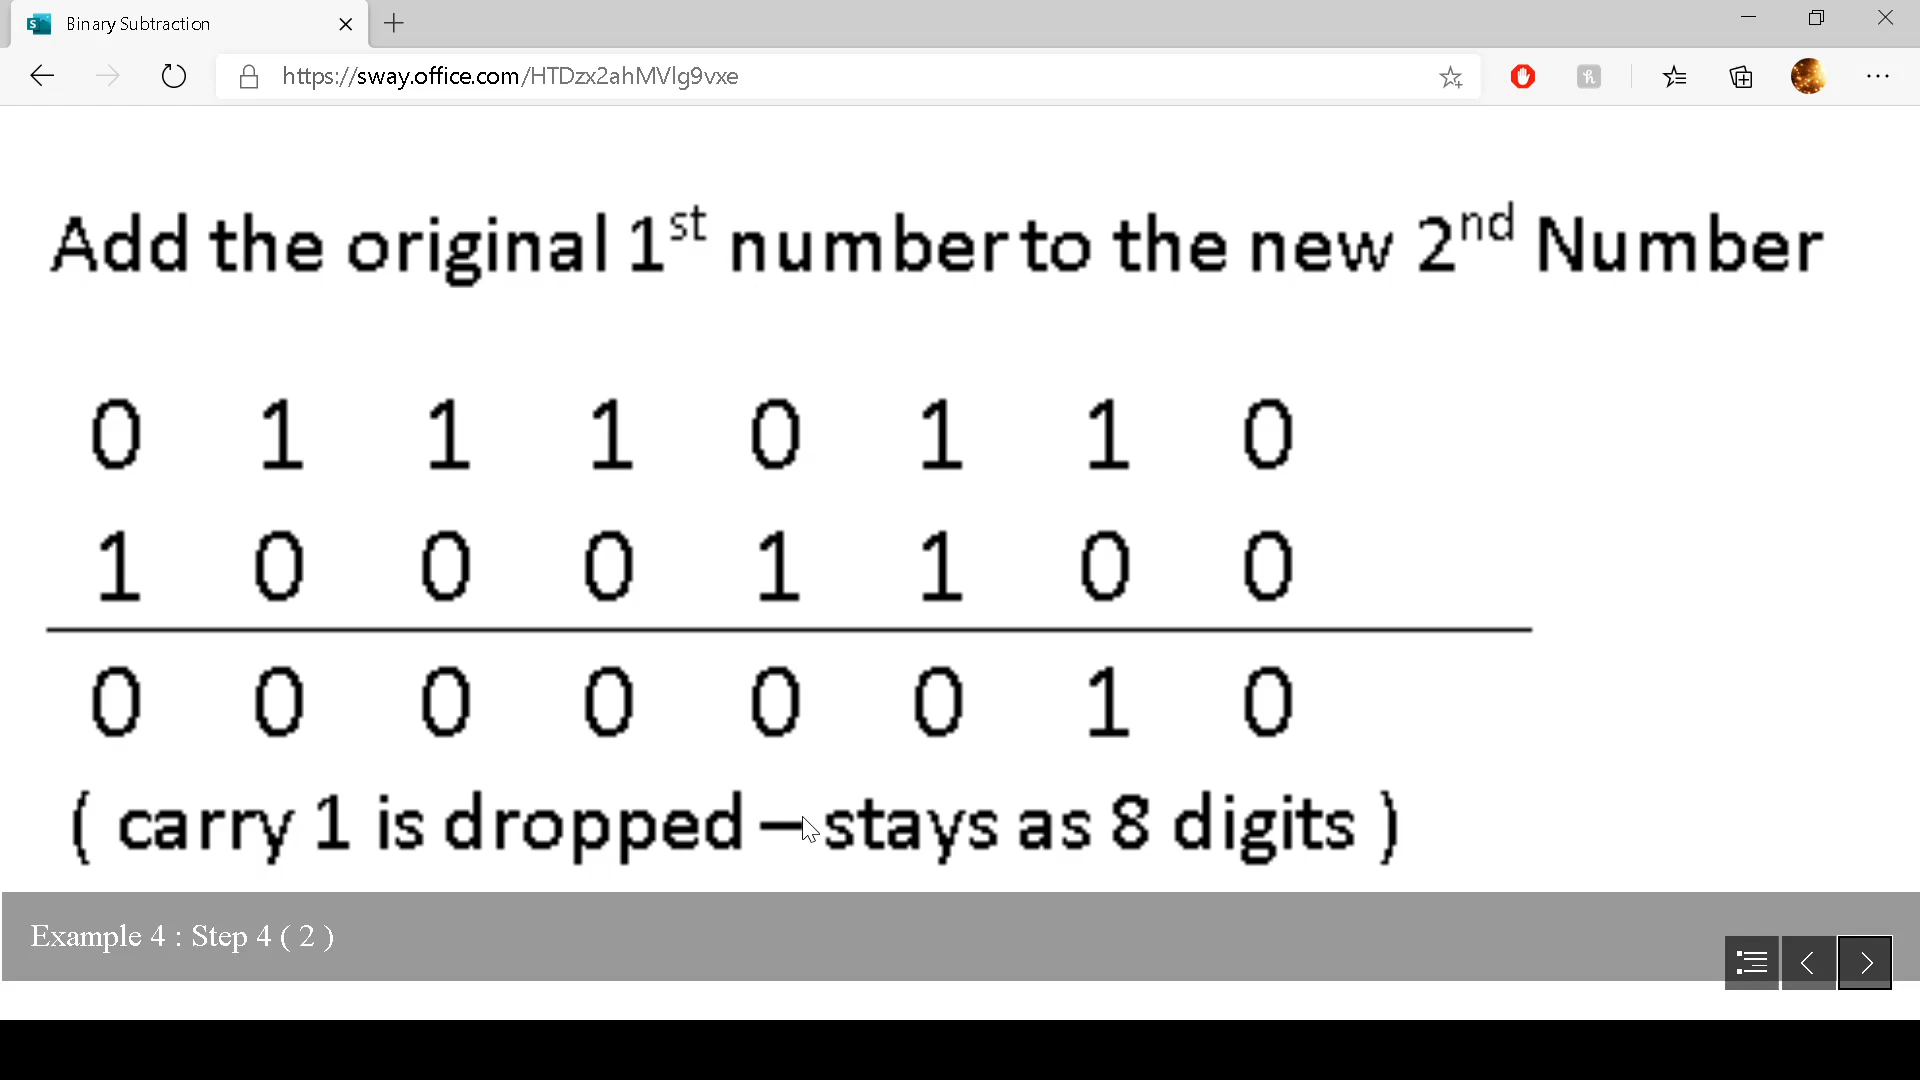 Binary Subtraction
https://sway.office.com/HTDzx2ahMVlg9vxe
Add the original 1st number to the new 2nd Number
0 1 1 1 0 1 1 0
1 0 0 0 1 1 0 0
0 0 0 0 0 0 1 0
( carry 1 is dropped – stays as 8 digits )
Example 4 : Step 4 ( 2 )